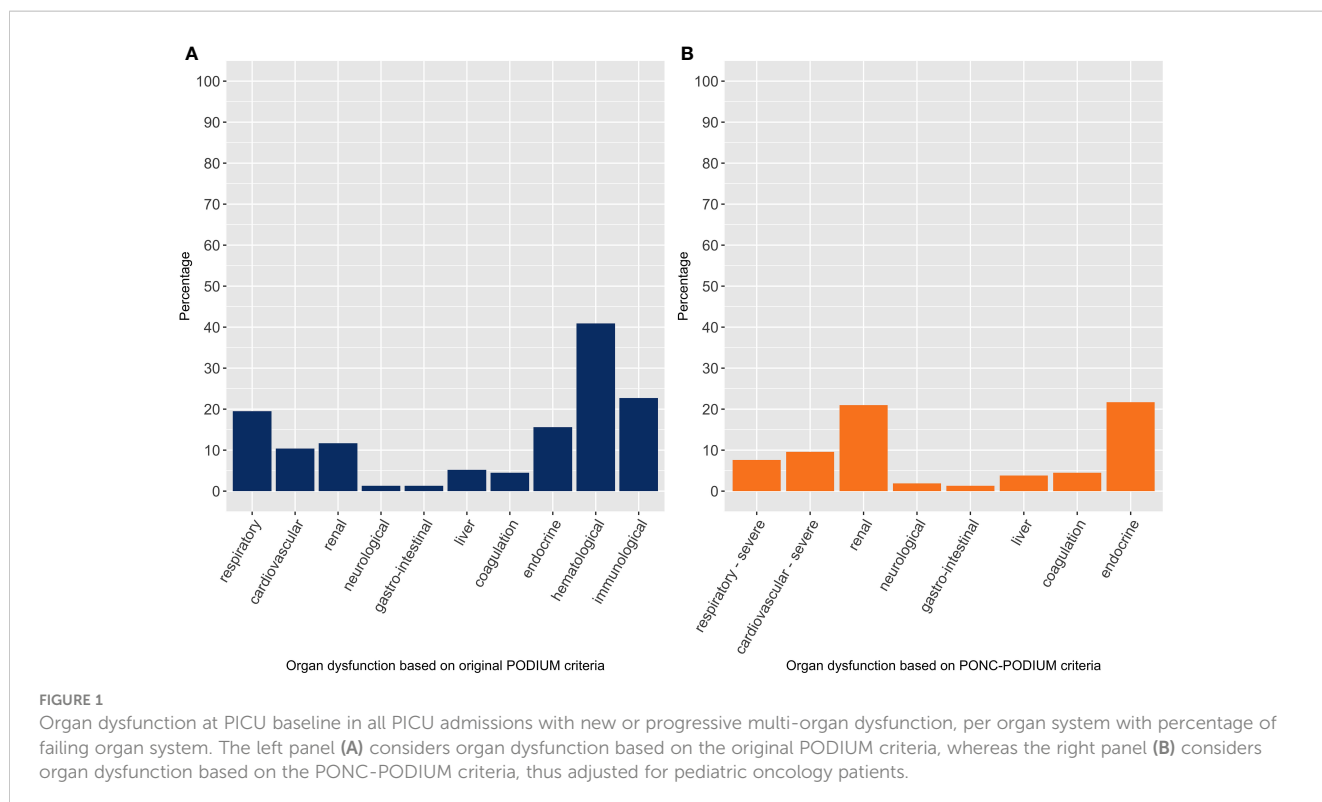 A
100
90
80
70
60
50
40
30
20
10
0
Percentage
respiratory
cardiovascular
renal
neurological
gastro-intestinal
liver
coagulation
endocrine
hematological
immunological
Organ dysfunction based on original PODIUM criteria
B
100
90
80
70
60
50
40
30
20
10
0
Percentage
respiratory - severe
cardiovascular - severe
renal
neurological
gastro-intestinal
liver
coagulation
endocrine
Organ dysfunction based on PONC-PODIUM criteria
FIGURE 1
Organ dysfunction at PICU baseline in all PICU admissions with new or progressive multi-organ dysfunction, per organ system with percentage of
failing organ system. The left panel (A) considers organ dysfunction based on the original PODIUM criteria, whereas the right panel (B) considers
organ dysfunction based on the PONC-PODIUM criteria, thus adjusted for pediatric oncology patients.